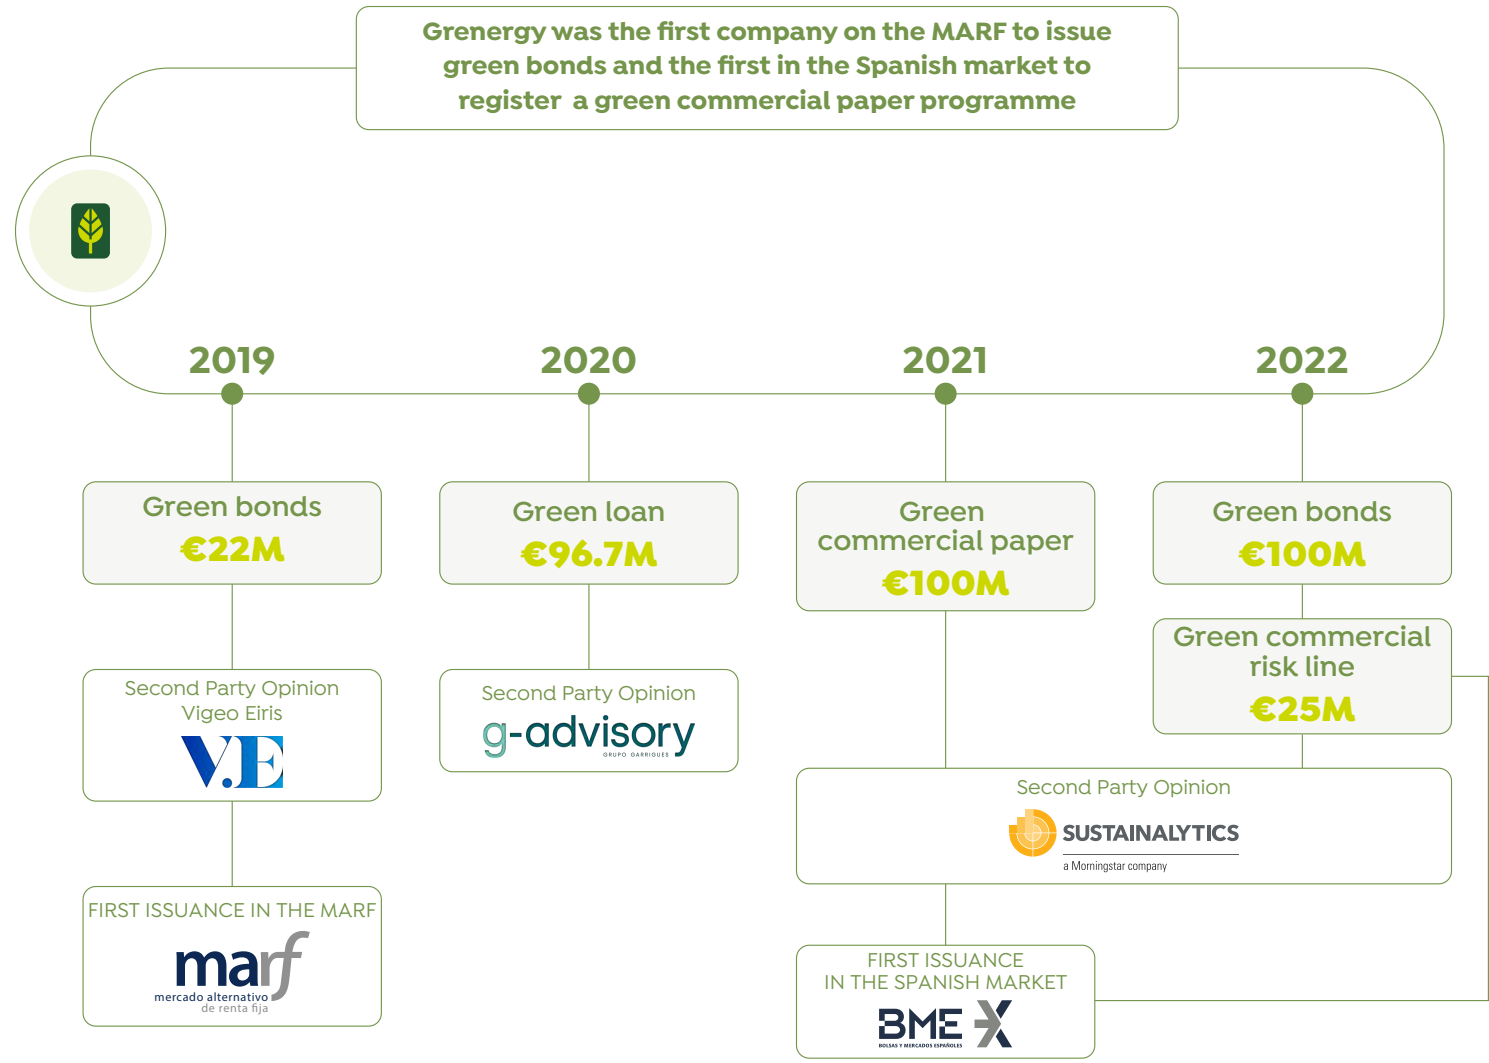 Grenergy was the first company on the MARF to issue
green bonds and the first in the Spanish market to
register a green commercial paper programme
2019
Green bonds
€22M
Second Party Opinion
Vigeo Eiris
V.E
FIRST ISSUANCE IN THE MARF
marf
mercado alternativo
de renta fija
2020
Green loan
€96.7M
Second Party Opinion
g-advisory
GRUPO GARRIGUES
2021
Green
commercial paper
€100M
2022
Green bonds
€100M
Green commercial
risk line
€25M
Second Party Opinion
SUSTAINALYTICS
a Morningstar company
FIRST ISSUANCE
IN THE SPANISH MARKET
BME X
BOLSAS Y MERCADOS ESPAÑOLES